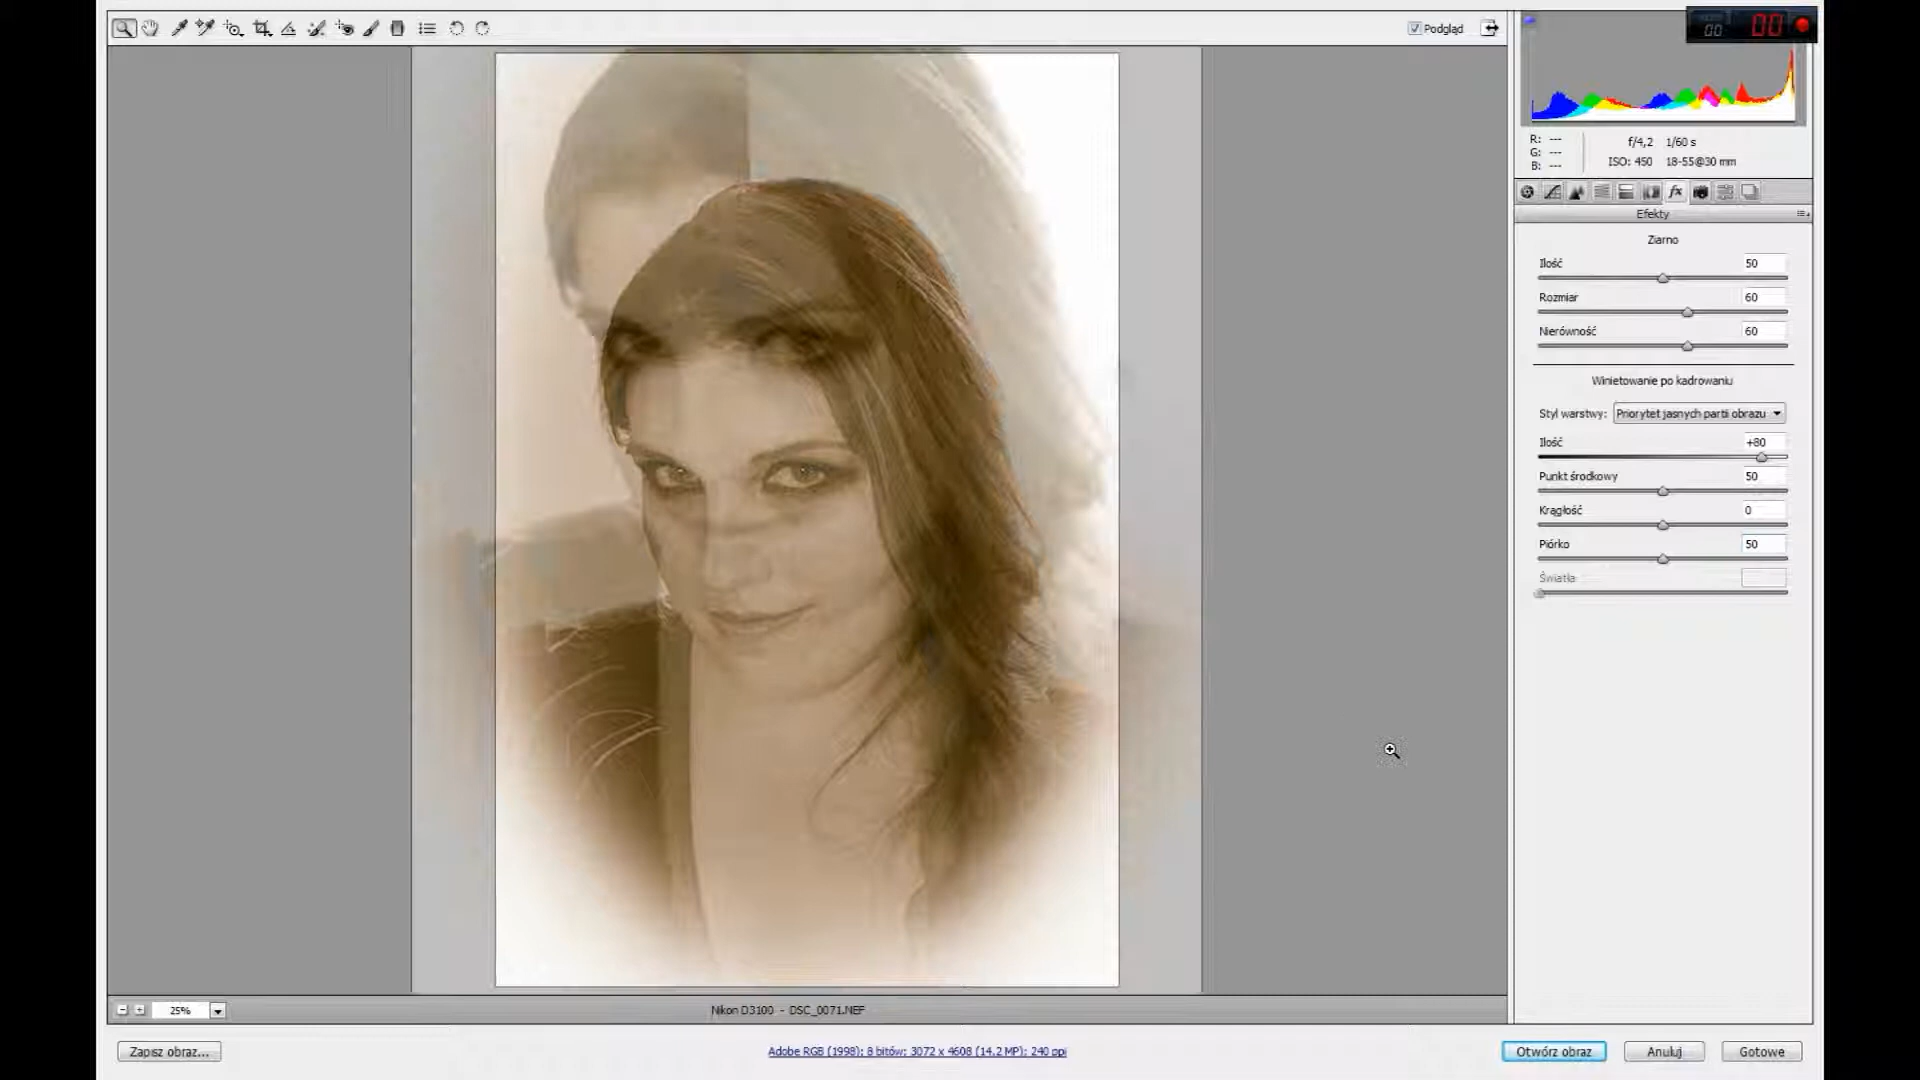 Podgląd
00 00
R: ---
G: ---
B: ---
f/4,2 1/60 s
ISO: 450 18-55@30 mm
Efekty
Ziarno
Ilość 50
Rozmiar 60
Nierówność 60
Winietowanie po kadrowaniu
Styl warstwy: Priorytet jasnych partii obrazu
Ilość +80
Punkt środkowy 50
Krągłość 0
Piórko 50
Światła
25%
Nikon D3100 - DSC_0071.NEF
Zapisz obraz...
Adobe RGB (1998); 8 bitów; 3072 x 4608 (14.2 MP); 240 ppi
Otwórz obraz
Anuluj
Gotowe